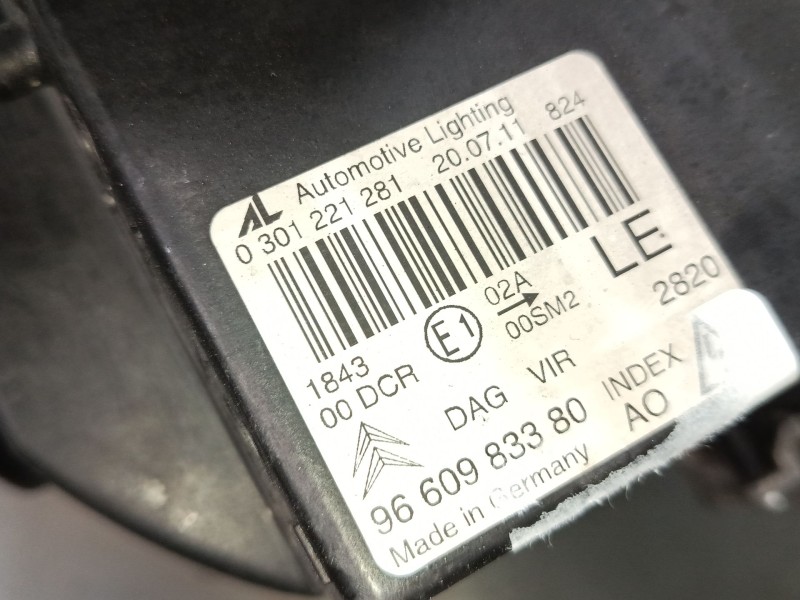 AL Automotive Lighting
0 301 221 281 20.07.11 824
LE
1843 E1 02A
00 DCR 00SM2 2820
DAG VIR INDEX
96 609 833 80 AO
Made in Germany